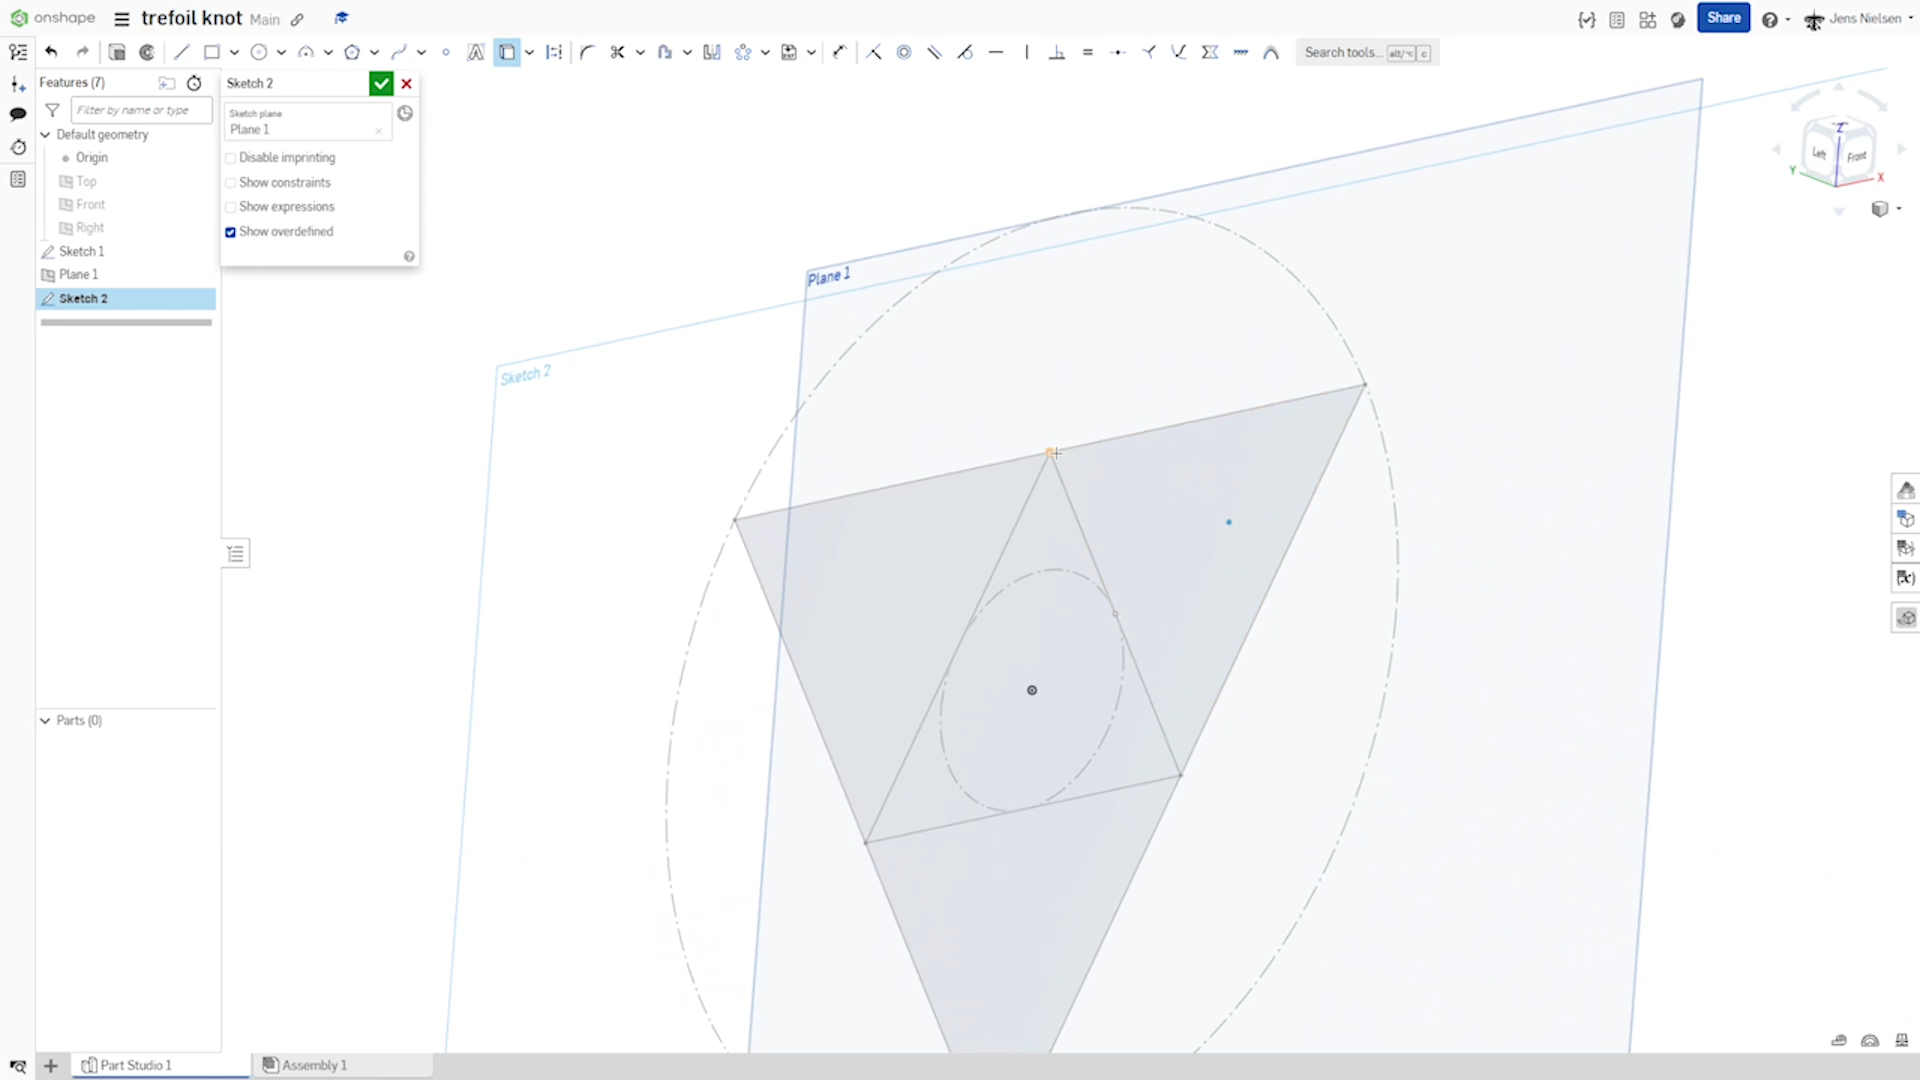 onshape
trefoil knot Main
Share
Jens Nielsen
Search tools... alt/⌥ c
Features (7)
Filter by name or type
Default geometry
Origin
Top
Front
Right
Sketch 1
Plane 1
Sketch 2
Sketch 2
Sketch plane
Plane 1
Disable imprinting
Show constraints
Show expressions
Show overdefined
Plane 1
Sketch 2
Z
Left
Front
Y
X
Parts (0)
Part Studio 1
Assembly 1